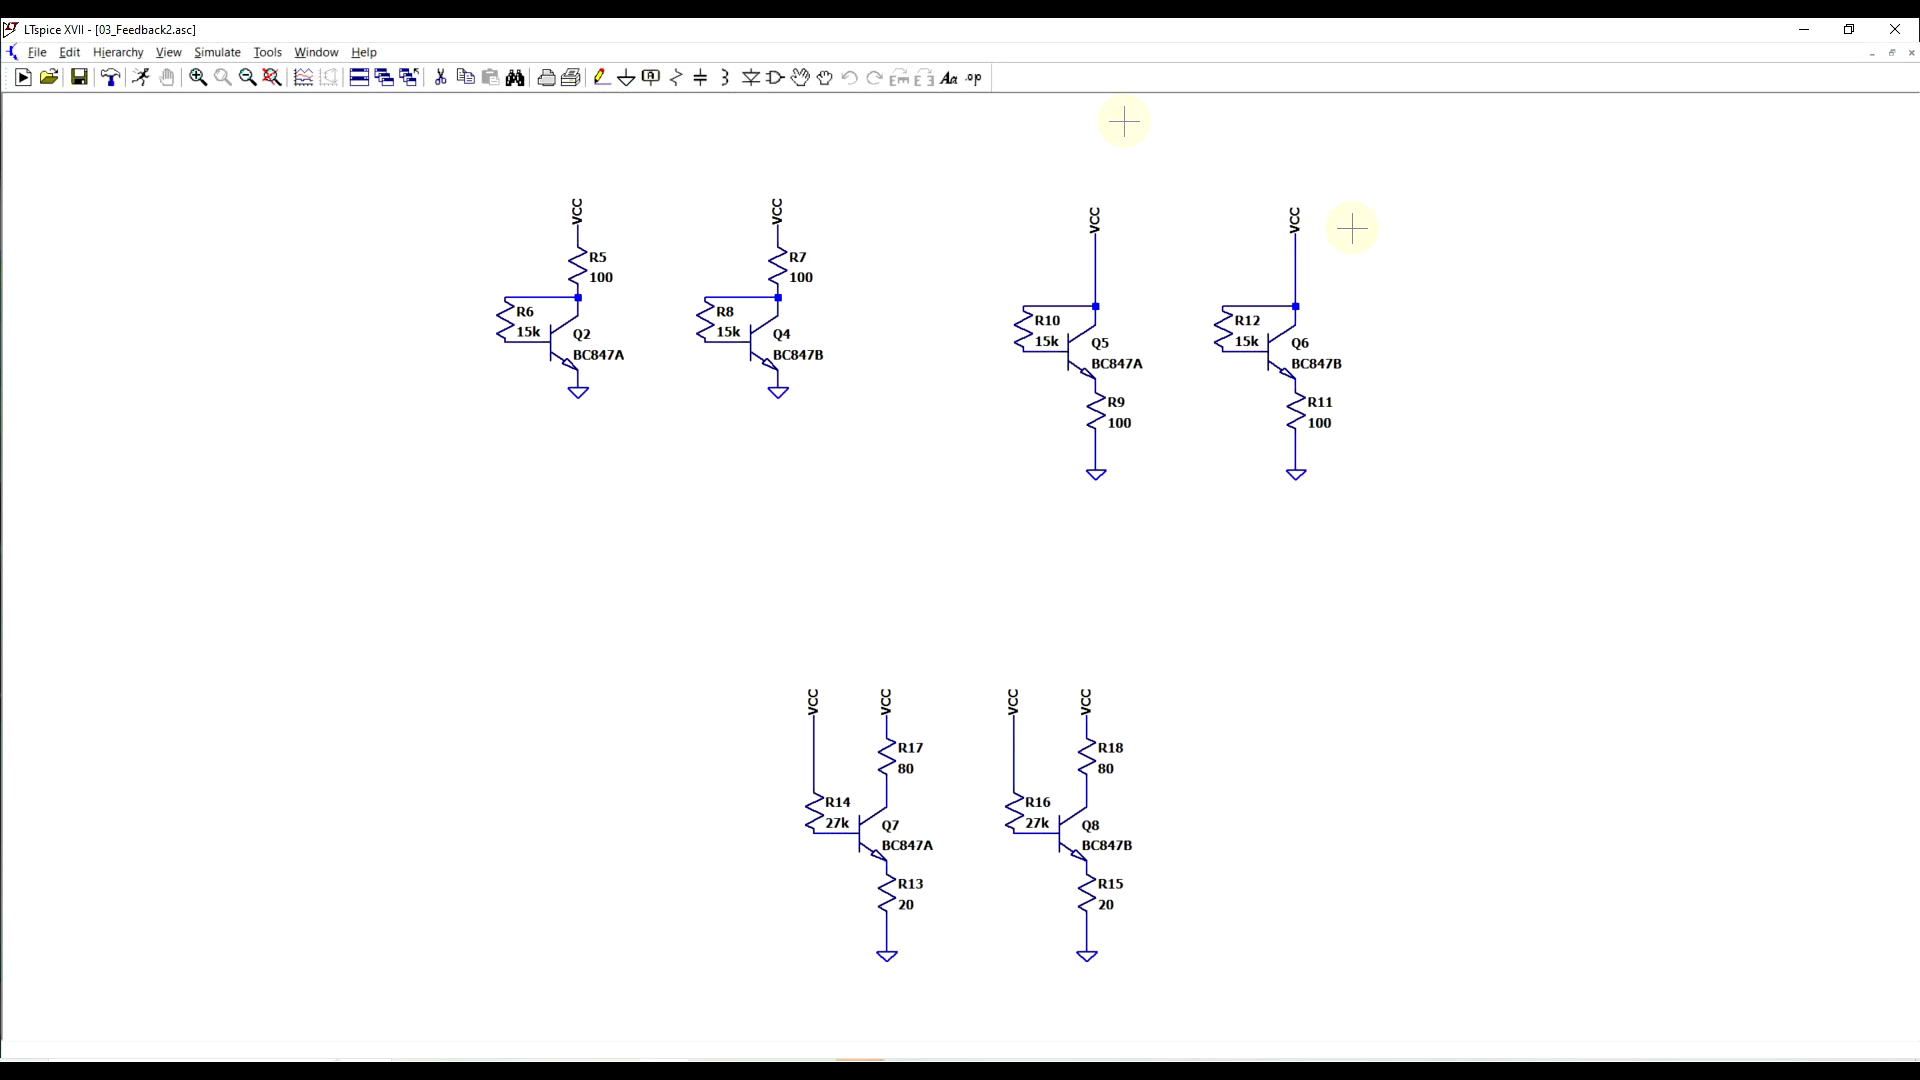 LTspice XVII - [03_Feedback2.asc]
File Edit Hierarchy View Simulate Tools Window Help
Aa .op
VCC
R5
100
R6
15k
Q2
BC847A
VCC
R7
100
R8
15k
Q4
BC847B
VCC
R10
15k
Q5
BC847A
R9
100
VCC
R12
15k
Q6
BC847B
R11
100
VCC
VCC
R17
80
R14
27k
Q7
BC847A
R13
20
VCC
VCC
R18
80
R16
27k
Q8
BC847B
R15
20